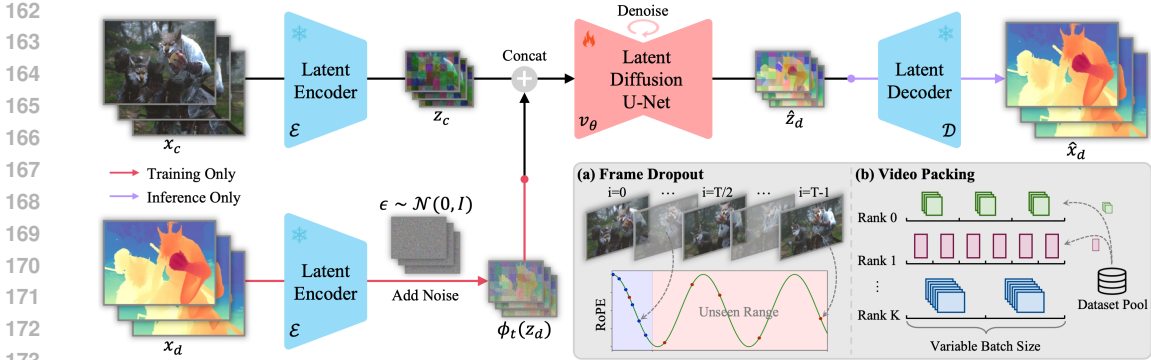 162
163
164
165
166
167
168
169
170
171
172
173
x_c
Latent
Encoder
ℰ
z_c
Concat
Denoise
Latent
Diffusion
U-Net
v_θ
ẑ_d
Latent
Decoder
𝒟
x̂_d
Training Only
Inference Only
x_d
Latent
Encoder
ℰ
ϵ ~ 𝒩(0, I)
Add Noise
ϕ_t(z_d)
(a) Frame Dropout
i=0 ... i=T/2 ... i=T-1
RoPE
Unseen Range
(b) Video Packing
Rank 0
Rank 1
⋮
Rank K
Dataset Pool
Variable Batch Size